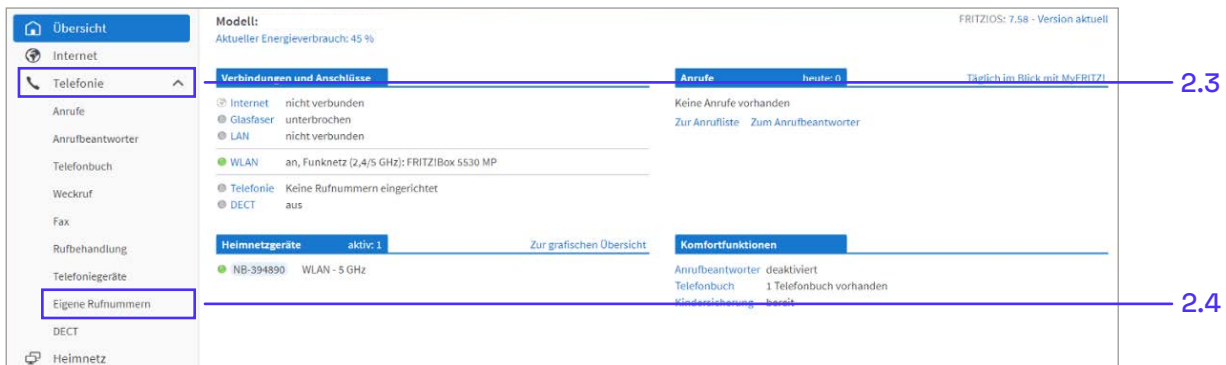 Übersicht
Internet
Telefonie
Anrufe
Anrufbeantworter
Telefonbuch
Weckruf
Fax
Rufbehandlung
Telefoniegeräte
Eigene Rufnummern
DECT
Heimnetz
Modell:
Aktueller Energieverbrauch: 45 %
FRITZ!OS: 7.58 - Version aktuell
Verbindungen und Anschlüsse
Internet nicht verbunden
Glasfaser unterbrochen
LAN nicht verbunden
WLAN an, Funknetz (2,4/5 GHz): FRITZ!Box 5530 MP
Telefonie Keine Rufnummern eingerichtet
DECT aus
Anrufe heute: 0 Täglich im Blick mit MyFRITZ!
Keine Anrufe vorhanden
Zur Anrufliste Zum Anrufbeantworter
Heimnetzgeräte aktiv: 1 Zur grafischen Übersicht
NB-394890 WLAN - 5 GHz
Komfortfunktionen
Anrufbeantworter deaktiviert
Telefonbuch 1 Telefonbuch vorhanden
Kindersicherung bereit
2.3
2.4